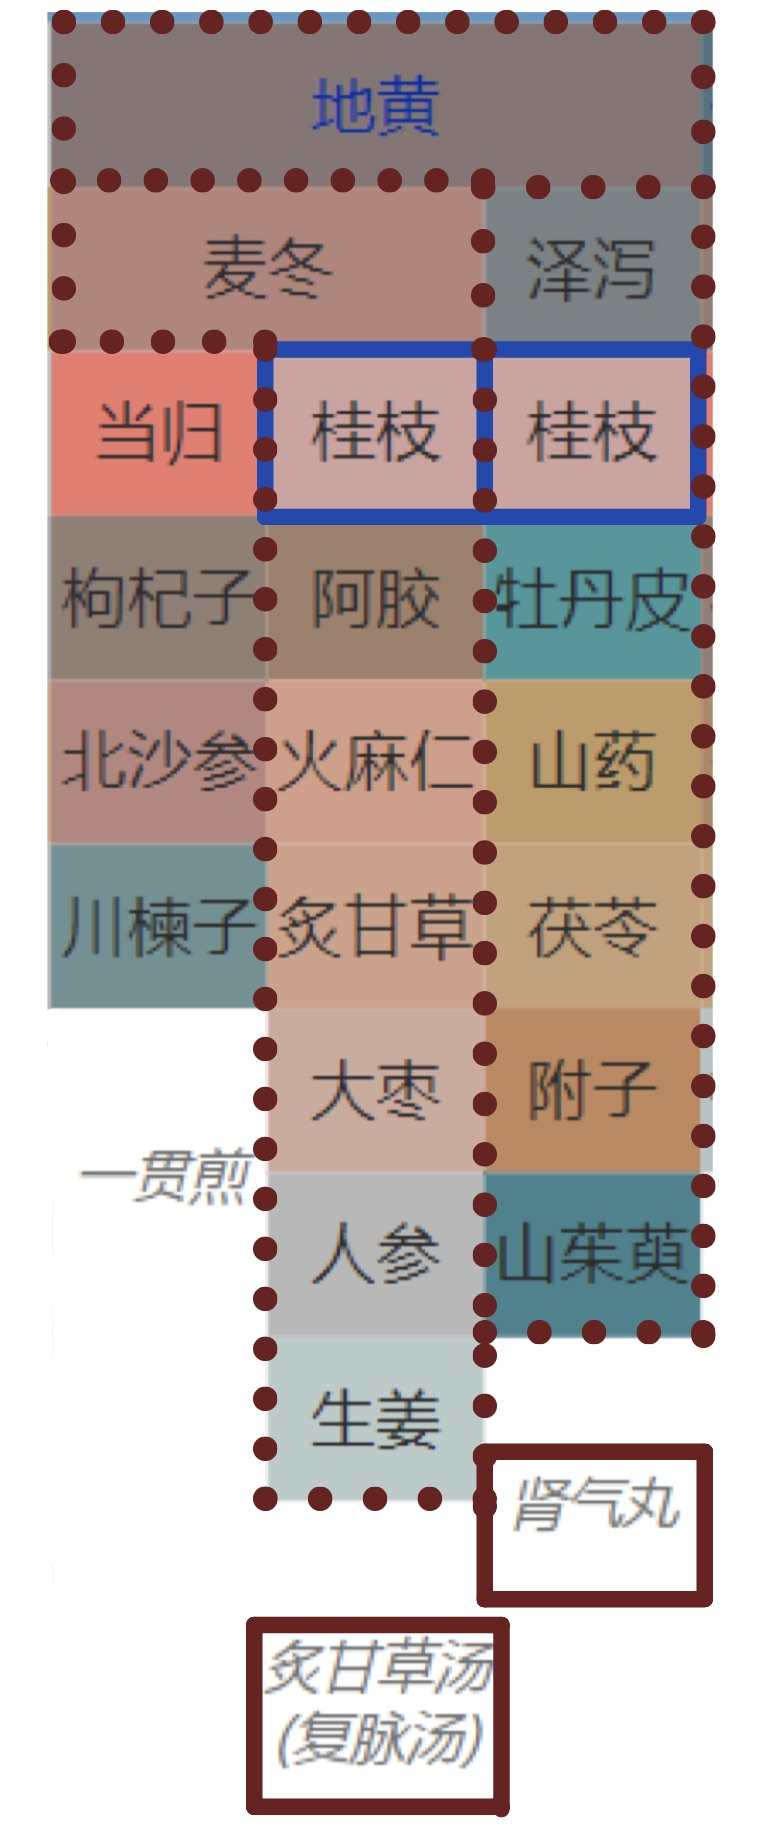 地黄
麦冬 泽泻
当归 桂枝 桂枝
枸杞子 阿胶 牡丹皮
北沙参 火麻仁 山药
川楝子 炙甘草 茯苓
大枣 附子
一贯煎
人参 山茱萸
生姜
肾气丸
炙甘草汤
(复脉汤)